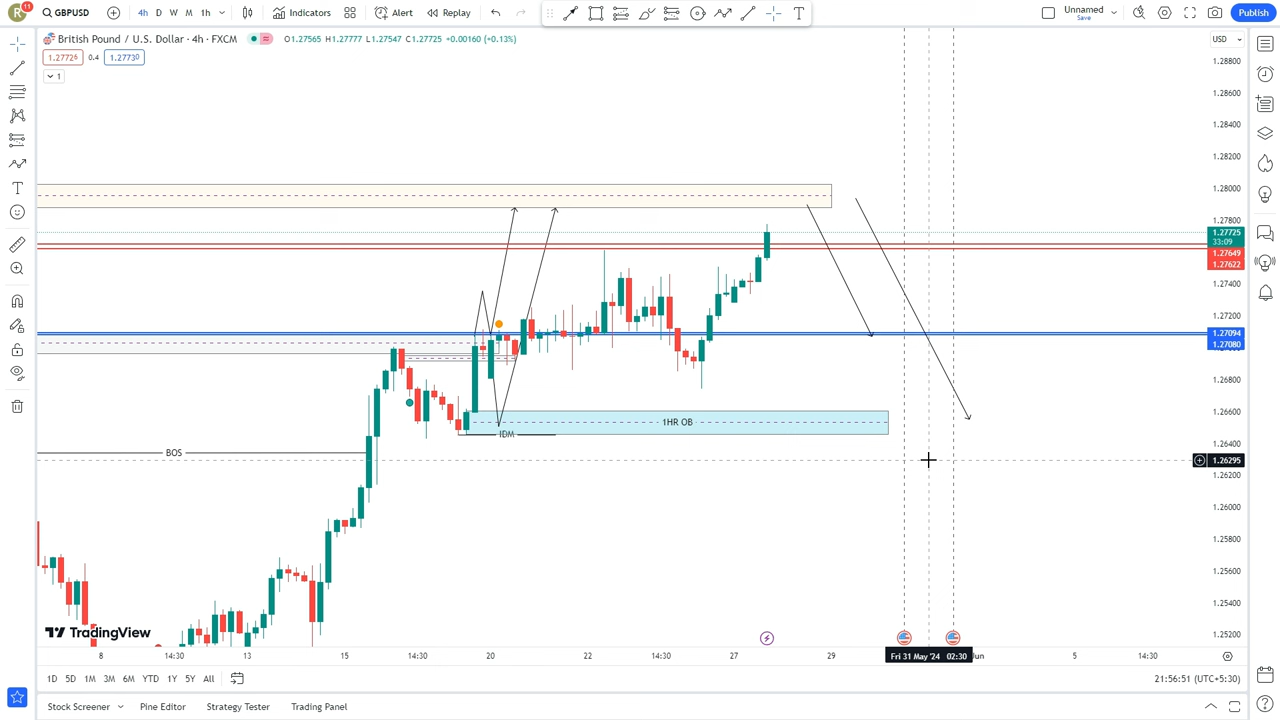 R 11 GBPUSD 4h D W M 1h Indicators Alert Replay T Unnamed Save Publish
British Pound / U.S. Dollar · 4h · FXCM O1.27565 H1.27777 L1.27547 C1.27725 +0.00160 (+0.13%) USD
1.27726 0.4 1.27730
1
1.28800
1.28600
1.28400
1.28200
1.28000
1.27800
1.27725
33:09
1.27649
1.27622
1.27400
1.27200
1.27094
1.27080
1.26800
1.26600
1HR OB
IDM
1.26400
BOS
1.26295
1.26200
1.26000
1.25800
1.25600
1.25400
1.25200
TradingView
8 14:30 13 15 14:30 20 22 14:30 27 29 Fri 31 May '24 02:30 Jun 5 14:30
1D 5D 1M 3M 6M YTD 1Y 5Y All 21:56:51 (UTC+5:30)
Stock Screener Pine Editor Strategy Tester Trading Panel